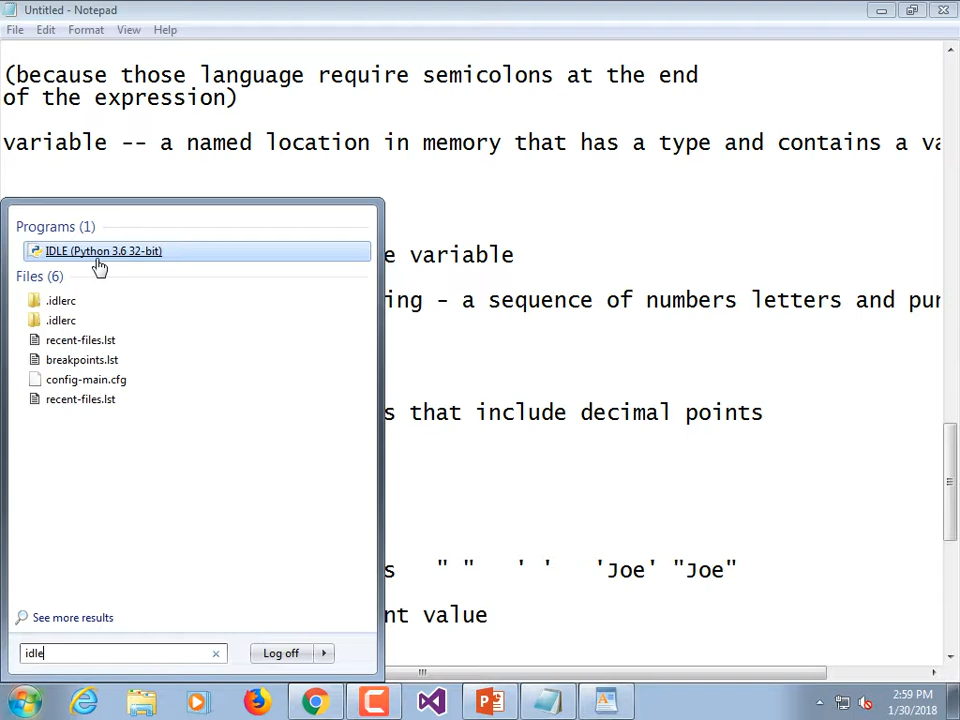 Untitled - Notepad
File Edit Format View Help
(because those language require semicolons at the end
of the expression)
variable -- a named location in memory that has a type and contains a va
e variable
ing - a sequence of numbers letters and pun
s that include decimal points
s " " ' ' 'Joe' "Joe"
nt value
Programs (1)
IDLE (Python 3.6 32-bit)
Files (6)
.idlerc
.idlerc
recent-files.lst
breakpoints.lst
config-main.cfg
recent-files.lst
See more results
idle
Log off
2:59 PM
1/30/2018